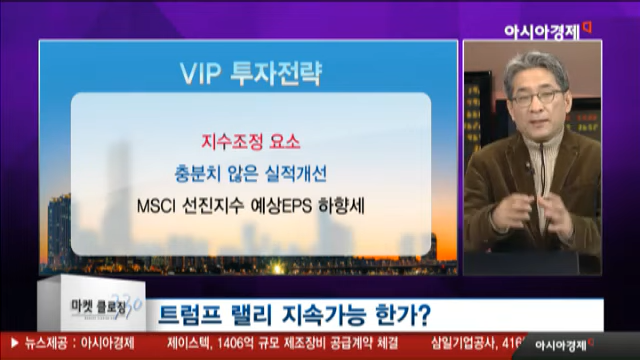 아시아경제
VIP 투자전략
지수조정 요소
충분치 않은 실적개선
MSCI 선진지수 예상EPS 하향세
마켓 클로징
330
트럼프 랠리 지속가능 한가?
뉴스제공 : 아시아경제 제이스텍, 1406억 규모 제조장비 공급계약 체결 삼일기업공사, 416
아시아경제